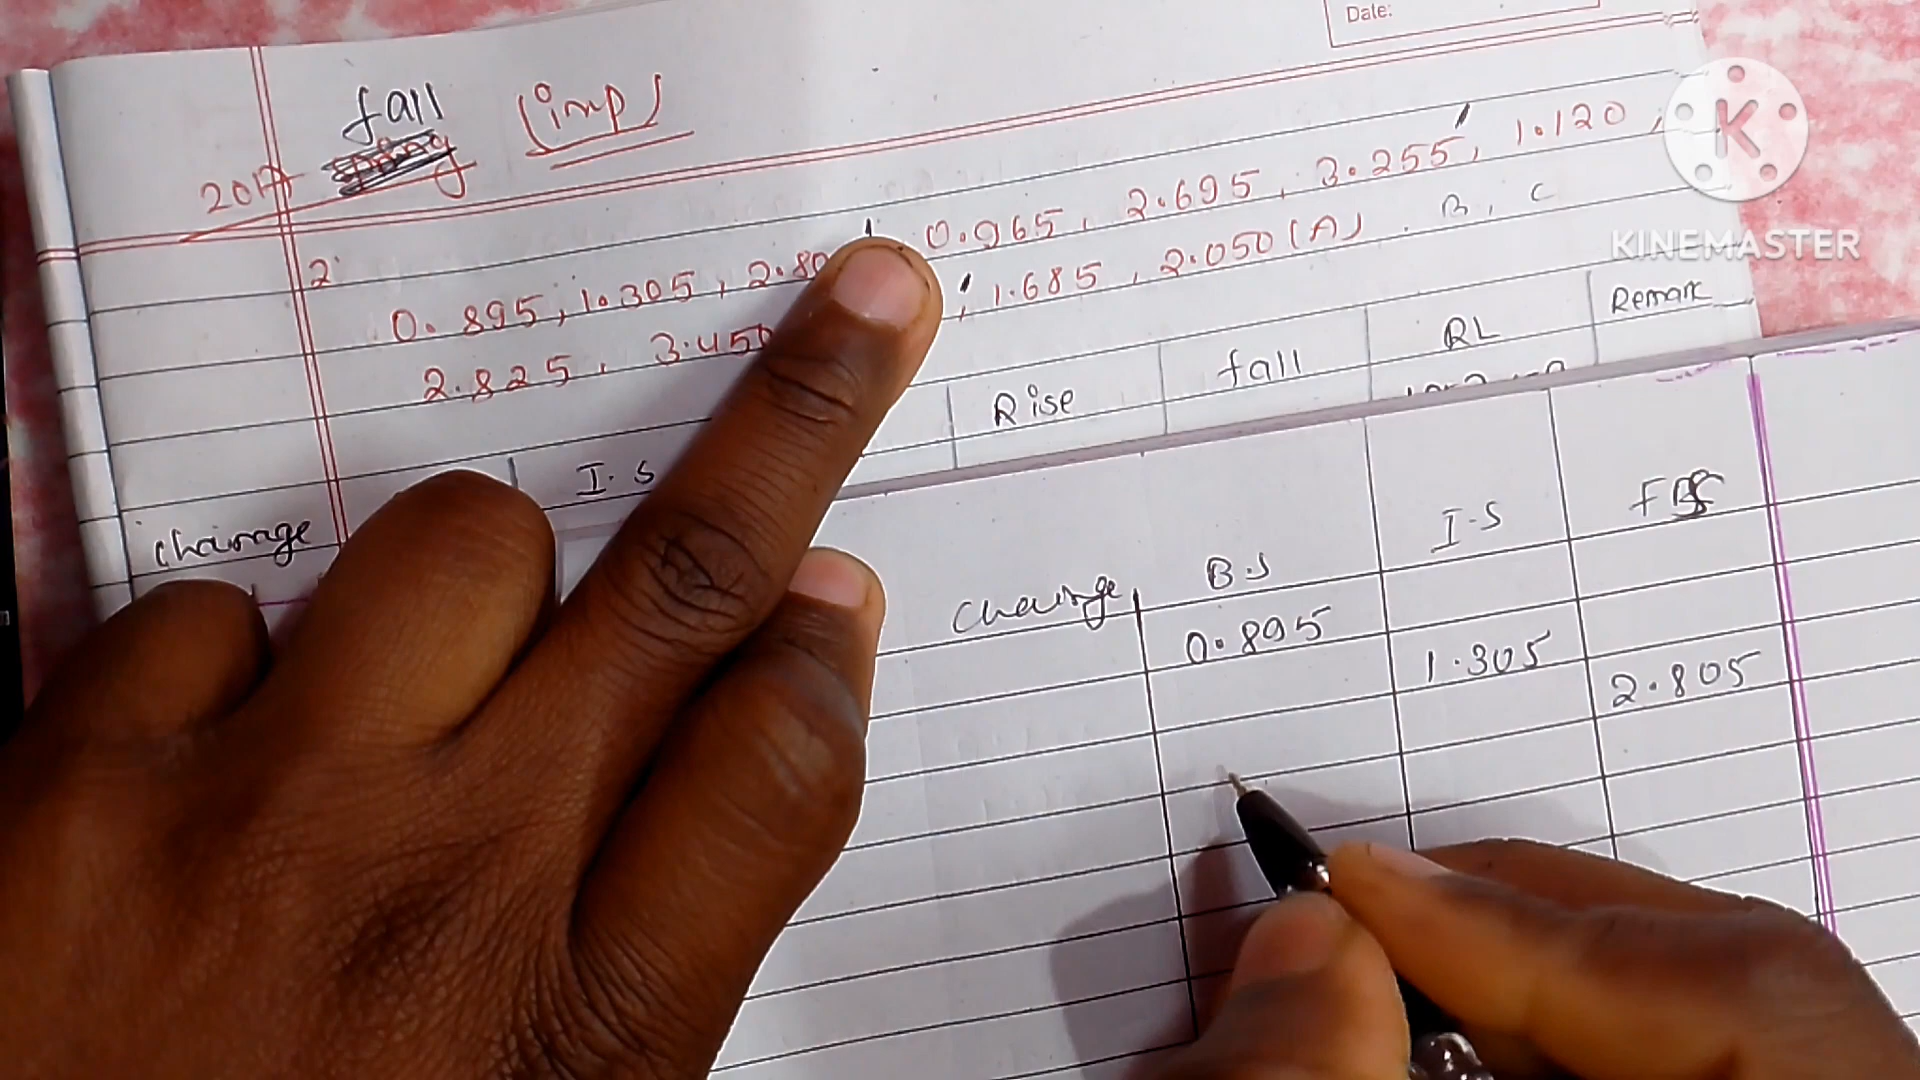 Date:
fall (imp)
2017
2.
0.895, 1.305, 2.80 0.965, 2.695, 3.255, 1.120,
2.825, 3.450 , 1.685, 2.050 (A) . B, C
Chainage I.S Rise fall RL Remark
Chainge B.S I-S
0.895
1.305
2.805
KINEMASTER